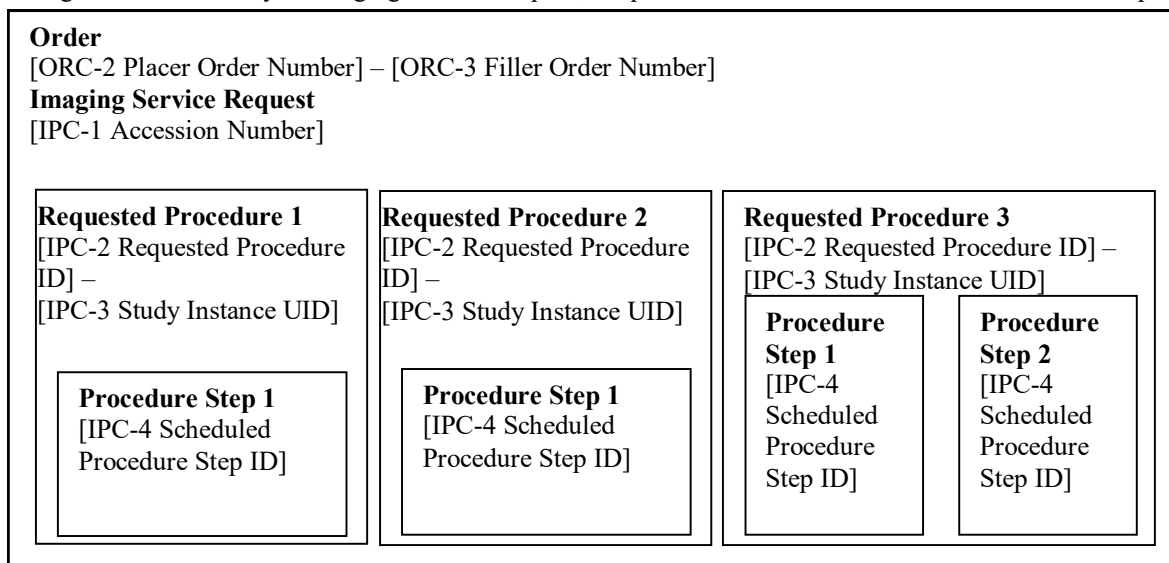 Order
[ORC-2 Placer Order Number] – [ORC-3 Filler Order Number]
Imaging Service Request
[IPC-1 Accession Number]
Requested Procedure 1
[IPC-2 Requested Procedure
ID] –
[IPC-3 Study Instance UID]
Procedure Step 1
[IPC-4 Scheduled
Procedure Step ID]
Requested Procedure 2
[IPC-2 Requested Procedure
ID] –
[IPC-3 Study Instance UID]
Procedure Step 1
[IPC-4 Scheduled
Procedure Step ID]
Requested Procedure 3
[IPC-2 Requested Procedure ID] –
[IPC-3 Study Instance UID]
Procedure
Step 1
[IPC-4
Scheduled
Procedure
Step ID]
Procedure
Step 2
[IPC-4
Scheduled
Procedure
Step ID]